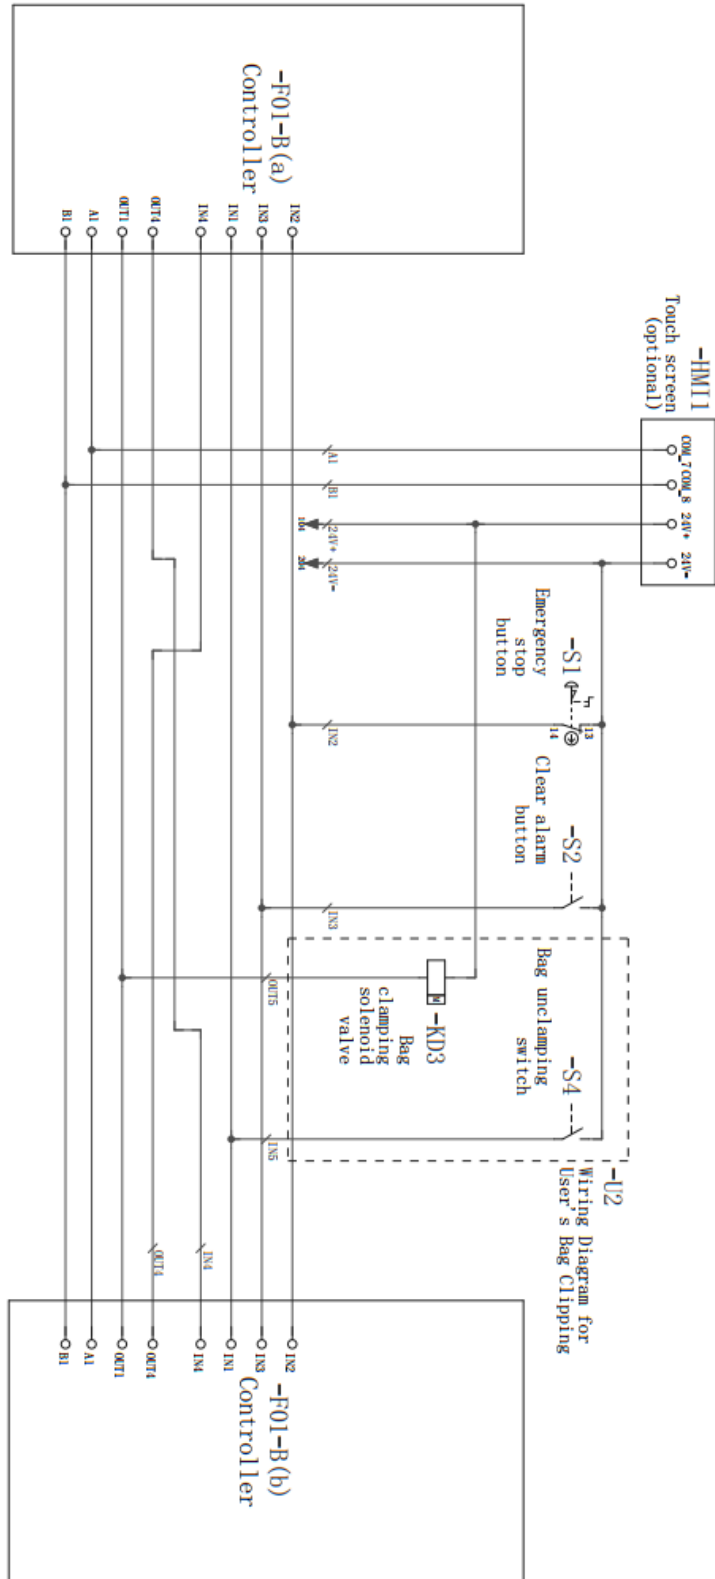 -F01-B(a)
Controller
B1
A1
OUT1
OUT4
IN4
IN1
IN3
IN2
-HMI1
Touch screen
(optional)
COM_7
COM_8
24V+
24V-
A1
B1
24V+
24V-
-S1
Emergency
stop
button
13
14
IN2
-S2
Clear alarm
button
IN3
-KD3
Bag
clamping
solenoid
valve
M
OUT5
-S4
Bag unclamping
switch
IN5
-U2
Wiring Diagram for
User's Bag Clipping
IN4
OUT4
-F01-B(b)
Controller
B1
A1
OUT1
OUT4
IN4
IN1
IN3
IN2